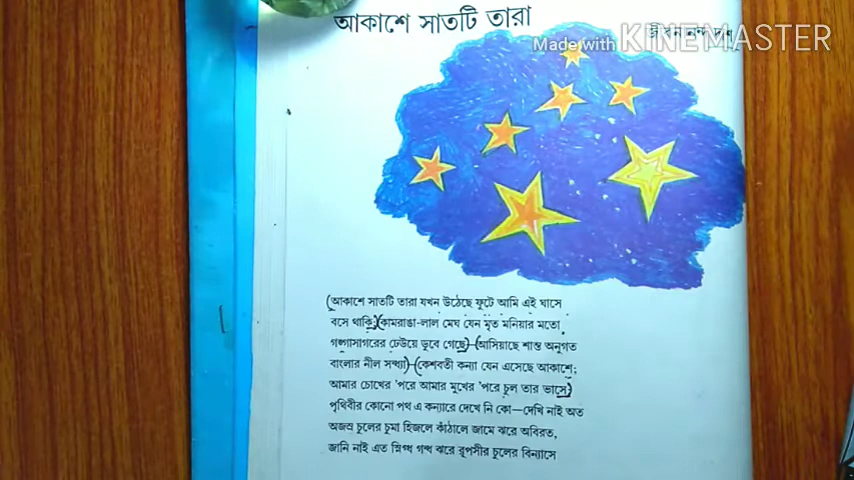 আকাশে সাতটি তারা
জীবনানন্দ দাশ
Made with KINEMASTER
(আকাশে সাতটি তারা যখন উঠেছে ফুটে আমি এই ঘাসে
বসে থাকি;)(কামরাঙা-লাল মেঘ যেন মৃত মনিয়ার মতো
গঙ্গাসাগরের ঢেউয়ে ডুবে গেছে)–(আসিয়াছে শান্ত অনুগত
বাংলার নীল সন্ধ্যা)–(কেশবতী কন্যা যেন এসেছে আকাশে;
আমার চোখের 'পরে আমার মুখের 'পরে চুল তার ভাসে)
পৃথিবীর কোনো পথ এ কন্যারে দেখে নি কো—দেখি নাই অত
অজস্র চুলের চুমা হিজলে কাঁঠালে জামে ঝরে অবিরত,
জানি নাই এত স্নিগ্ধ গন্ধ ঝরে রূপসীর চুলের বিন্যাসে